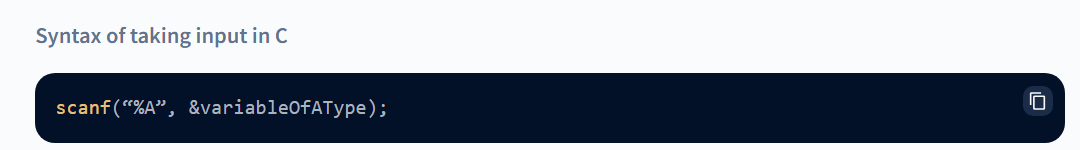 Syntax of taking input in C
scanf(“%A”, &variableOfAType);